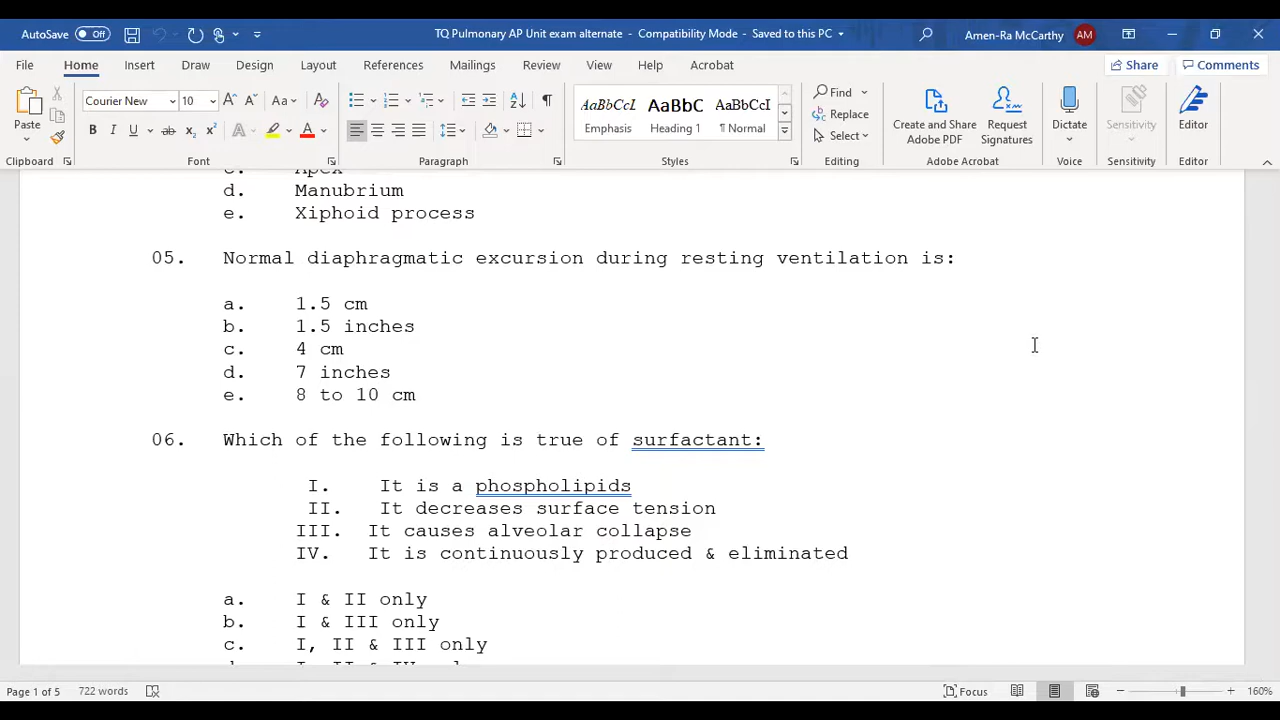 AutoSave Off TQ Pulmonary AP Unit exam alternate - Compatibility Mode - Saved to this PC Amen-Ra McCarthy AM
File Home Insert Draw Design Layout References Mailings Review View Help Acrobat Share Comments
Paste Courier New 10 A A Aa B I U ab x2 x2 A A
AaBbCcI AaBbC AaBbCcI
Emphasis Heading 1 ¶ Normal
Find
Replace
Select
Create and Share Adobe PDF
Request Signatures
Dictate
Sensitivity
Editor
Clipboard Font Paragraph Styles Editing Adobe Acrobat Voice Sensitivity Editor
c. Apex
d. Manubrium
e. Xiphoid process
05. Normal diaphragmatic excursion during resting ventilation is:
a. 1.5 cm
b. 1.5 inches
c. 4 cm
d. 7 inches
e. 8 to 10 cm
06. Which of the following is true of surfactant:
I. It is a phospholipids
II. It decreases surface tension
III. It causes alveolar collapse
IV. It is continuously produced & eliminated
a. I & II only
b. I & III only
c. I, II & III only
Page 1 of 5 722 words Focus 160%